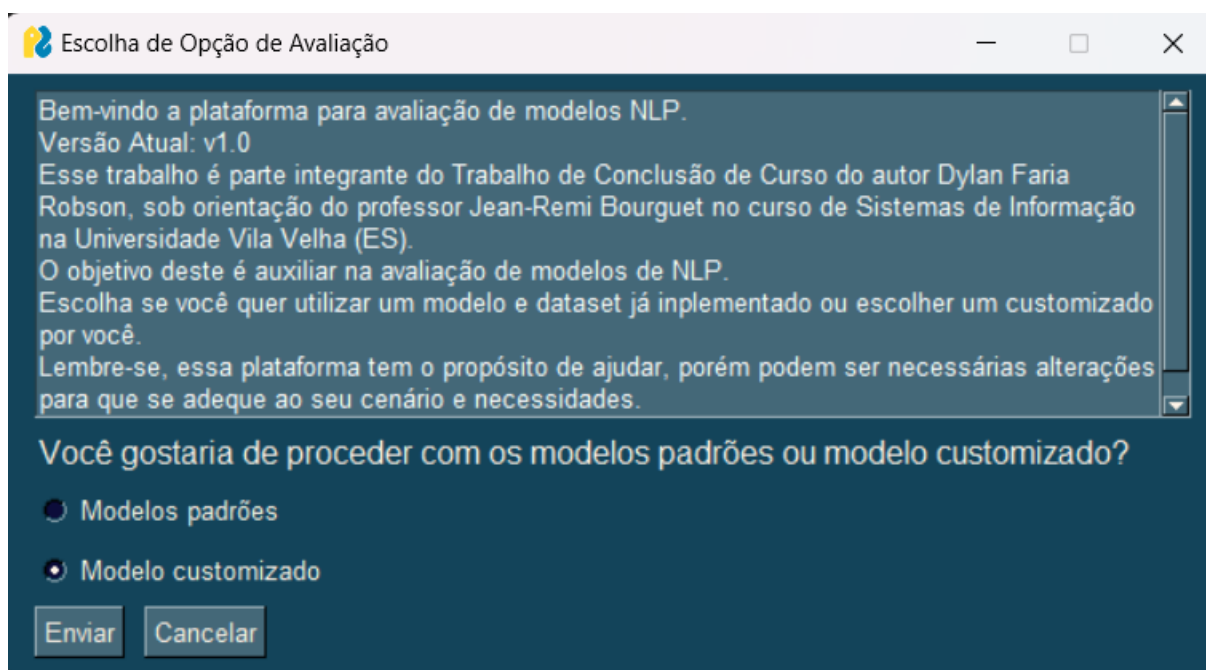 Escolha de Opção de Avaliação
Bem-vindo a plataforma para avaliação de modelos NLP.
Versão Atual: v1.0
Esse trabalho é parte integrante do Trabalho de Conclusão de Curso do autor Dylan Faria
Robson, sob orientação do professor Jean-Remi Bourguet no curso de Sistemas de Informação
na Universidade Vila Velha (ES).
O objetivo deste é auxiliar na avaliação de modelos de NLP.
Escolha se você quer utilizar um modelo e dataset já inplementado ou escolher um customizado
por você.
Lembre-se, essa plataforma tem o propósito de ajudar, porém podem ser necessárias alterações
para que se adeque ao seu cenário e necessidades.
Você gostaria de proceder com os modelos padrões ou modelo customizado?
Modelos padrões
Modelo customizado
Enviar Cancelar